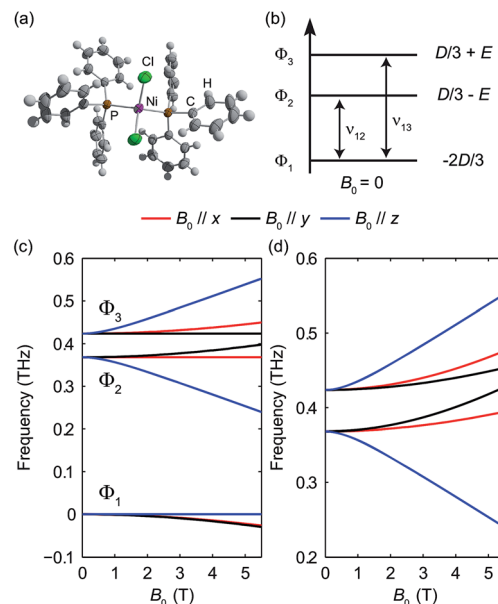 (a)
Cl
H
Ni
P
C
(b)
Φ₃ D/3 + E
Φ₂ D/3 - E
ν₁₂ ν₁₃
Φ₁ -2D/3
B₀ = 0
B₀ // x B₀ // y B₀ // z
(c)
0.6
0.5
0.4
0.3
0.2
0.1
0
−0.1
Φ₃
Φ₂
Φ₁
Frequency (THz)
0 1 2 3 4 5
B₀ (T)
(d)
0.6
0.5
0.4
0.3
0.2
Frequency (THz)
0 1 2 3 4 5
B₀ (T)